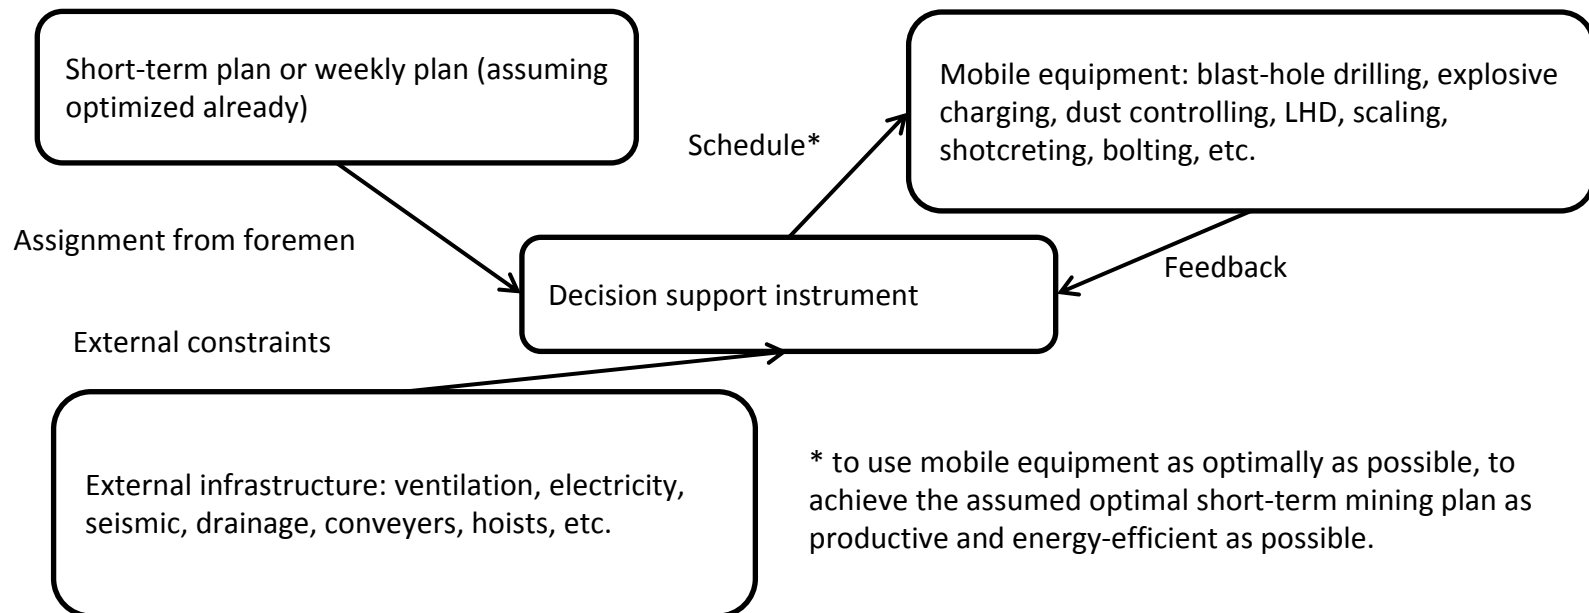 Short-term plan or weekly plan (assuming
optimized already)
Mobile equipment: blast-hole drilling, explosive
charging, dust controlling, LHD, scaling,
shotcreting, bolting, etc.
Schedule*
Assignment from foremen
Feedback
Decision support instrument
External constraints
External infrastructure: ventilation, electricity,
seismic, drainage, conveyers, hoists, etc.
* to use mobile equipment as optimally as possible, to
achieve the assumed optimal short-term mining plan as
productive and energy-efficient as possible.